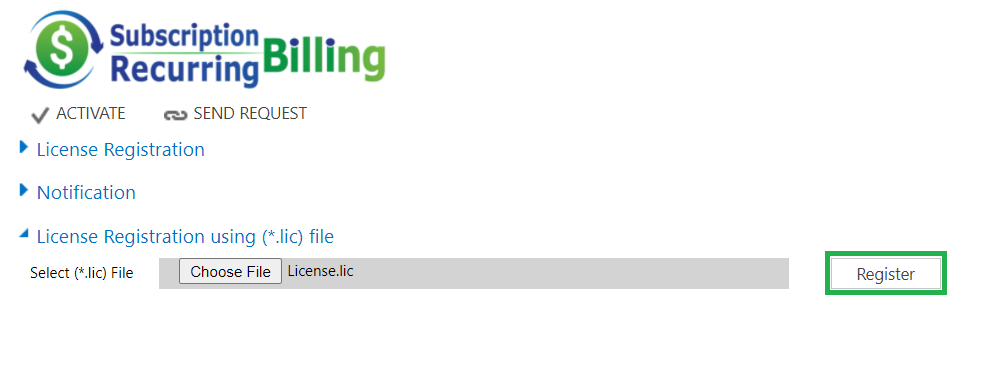 Subscription
Recurring Billing
ACTIVATE SEND REQUEST
License Registration
Notification
License Registration using (*.lic) file
Select (*.lic) File Choose File License.lic Register